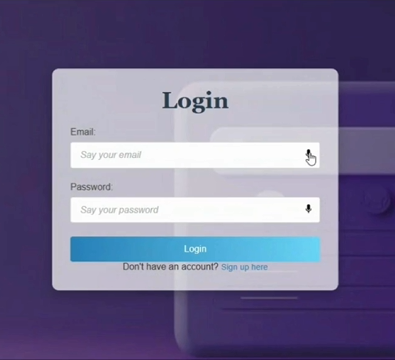 Login
Email:
Say your email
Password:
Say your password
Login
Don't have an account? Sign up here